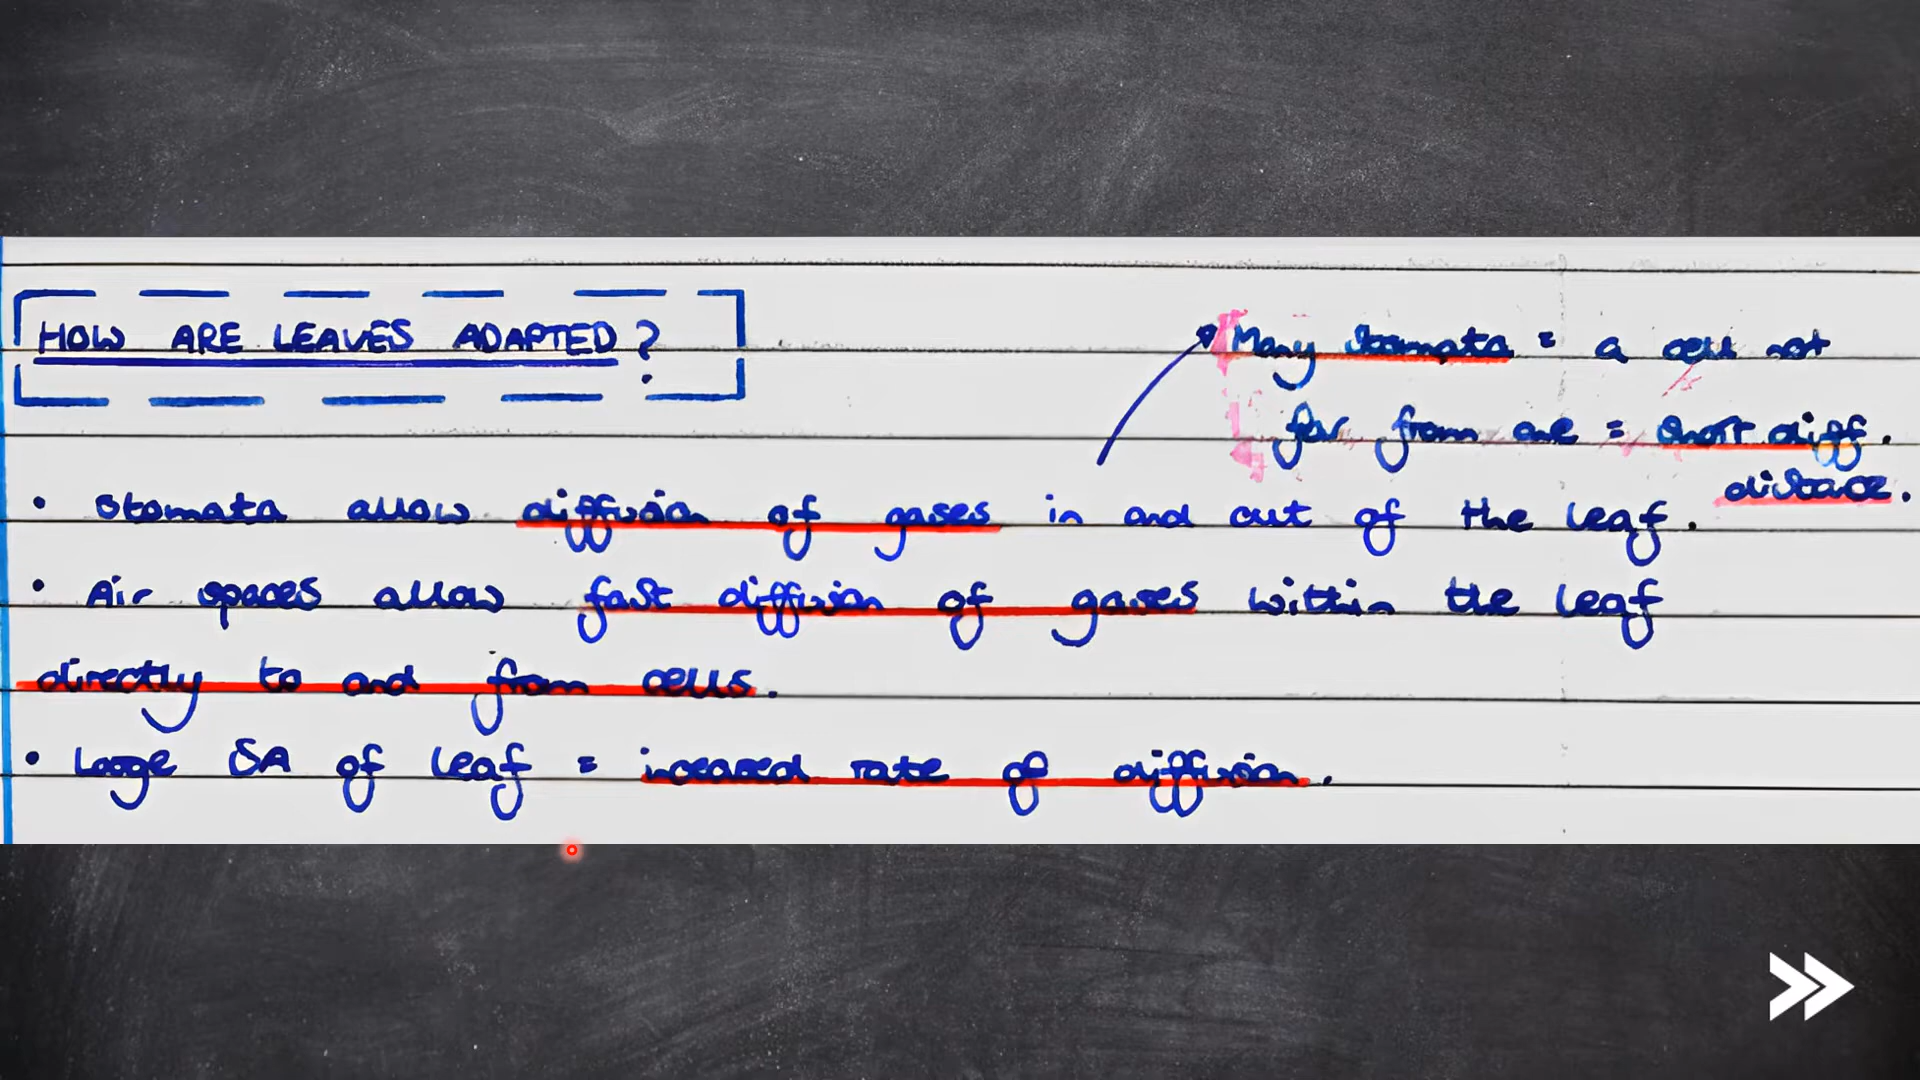 HOW ARE LEAVES ADAPTED?
Many stomata = a cell not
far from one = short diff.
distance.
• Stomata allow diffusion of gases in and out of the leaf.
• Air spaces allow fast diffusion of gases within the leaf
directly to and from cells.
• Large SA of leaf = increased rate of diffusion.